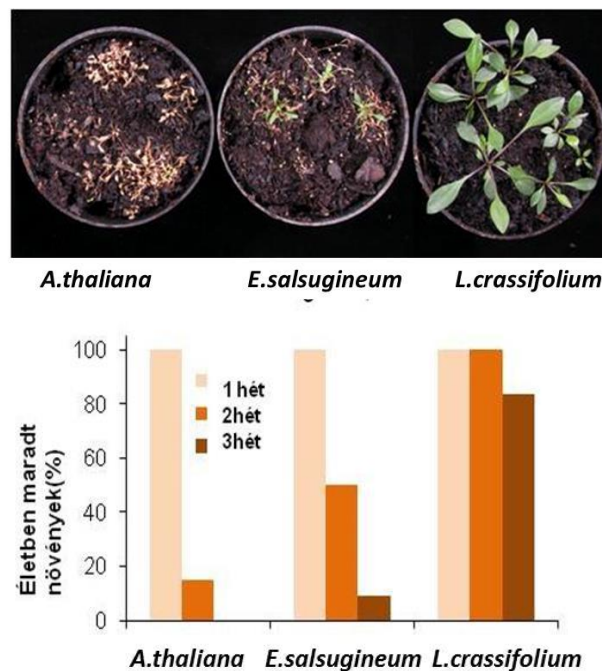 A.thaliana E.salsugineum L.crassifolium
100
80
60
40
20
0
Életben maradt
növények(%)
1 hét
2hét
3hét
A.thaliana E.salsugineum L.crassifolium